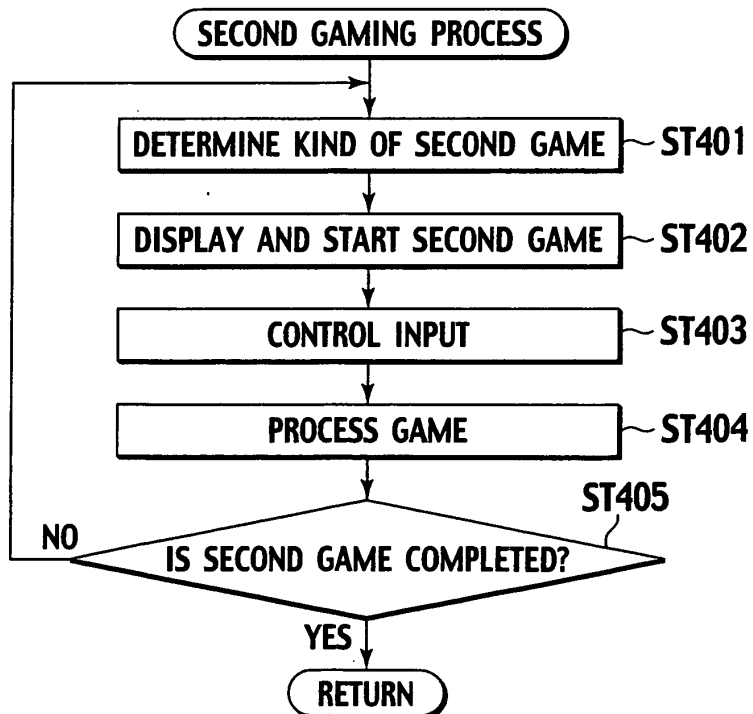 SECOND GAMING PROCESS
DETERMINE KIND OF SECOND GAME ST401
DISPLAY AND START SECOND GAME ST402
CONTROL INPUT ST403
PROCESS GAME ST404
ST405
NO
IS SECOND GAME COMPLETED?
YES
RETURN